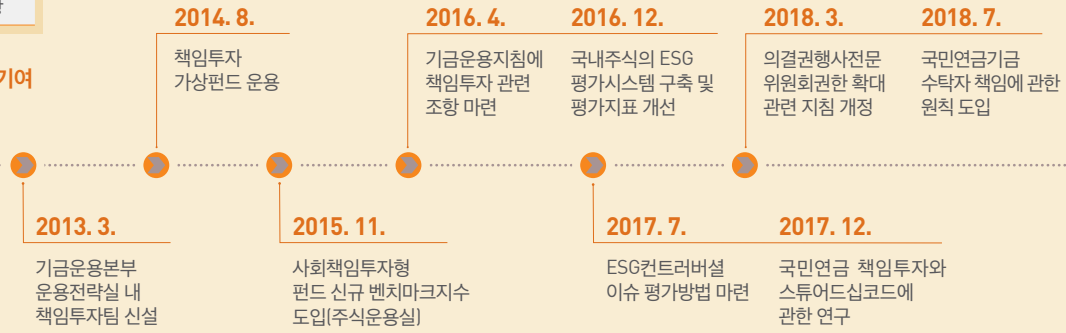 기여
2013. 3.
기금운용본부
운용전략실 내
책임투자팀 신설
2014. 8.
책임투자
가상펀드 운용
2015. 11.
사회책임투자형
펀드 신규 벤치마크지수
도입(주식운용실)
2016. 4.
기금운용지침에
책임투자 관련
조항 마련
2016. 12.
국내주식의 ESG
평가시스템 구축 및
평가지표 개선
2017. 7.
ESG컨트러버셜
이슈 평가방법 마련
2017. 12.
국민연금 책임투자와
스튜어드십코드에
관한 연구
2018. 3.
의결권행사전문
위원회권한 확대
관련 지침 개정
2018. 7.
국민연금기금
수탁자 책임에 관한
원칙 도입